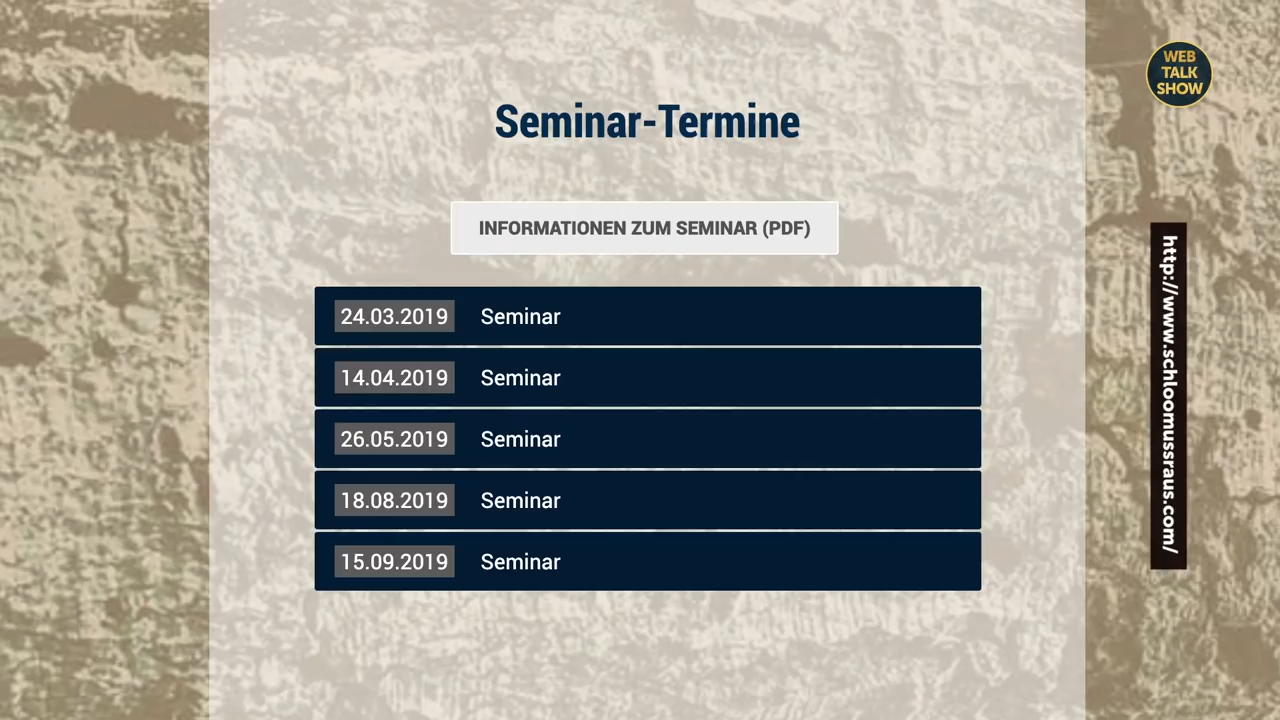 WEB
TALK
SHOW
Seminar-Termine
INFORMATIONEN ZUM SEMINAR (PDF)
24.03.2019 Seminar
14.04.2019 Seminar
26.05.2019 Seminar
18.08.2019 Seminar
15.09.2019 Seminar
http://www.schloomussraus.com/